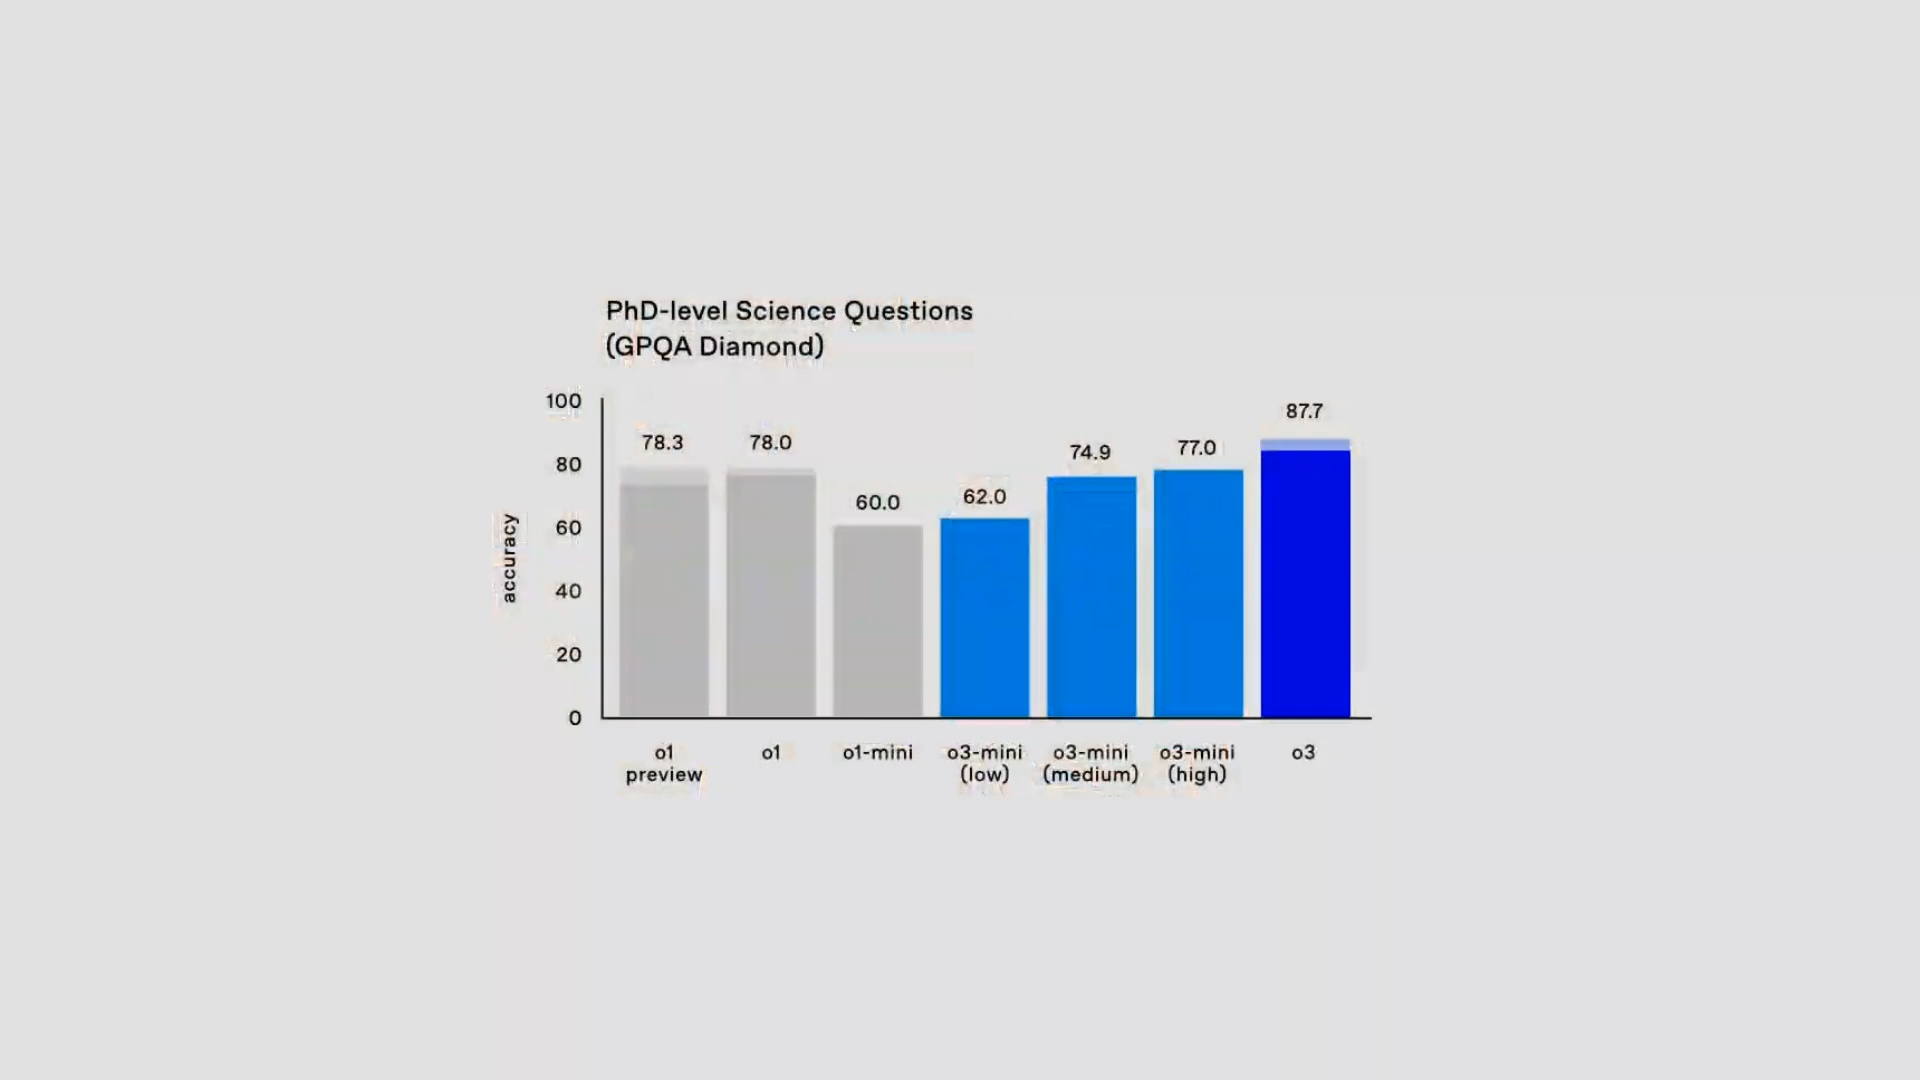 PhD-level Science Questions
(GPQA Diamond)
accuracy
100
80
60
40
20
0
78.3
78.0
60.0
62.0
74.9
77.0
87.7
o1
preview
o1
o1-mini
o3-mini
(low)
o3-mini
(medium)
o3-mini
(high)
o3